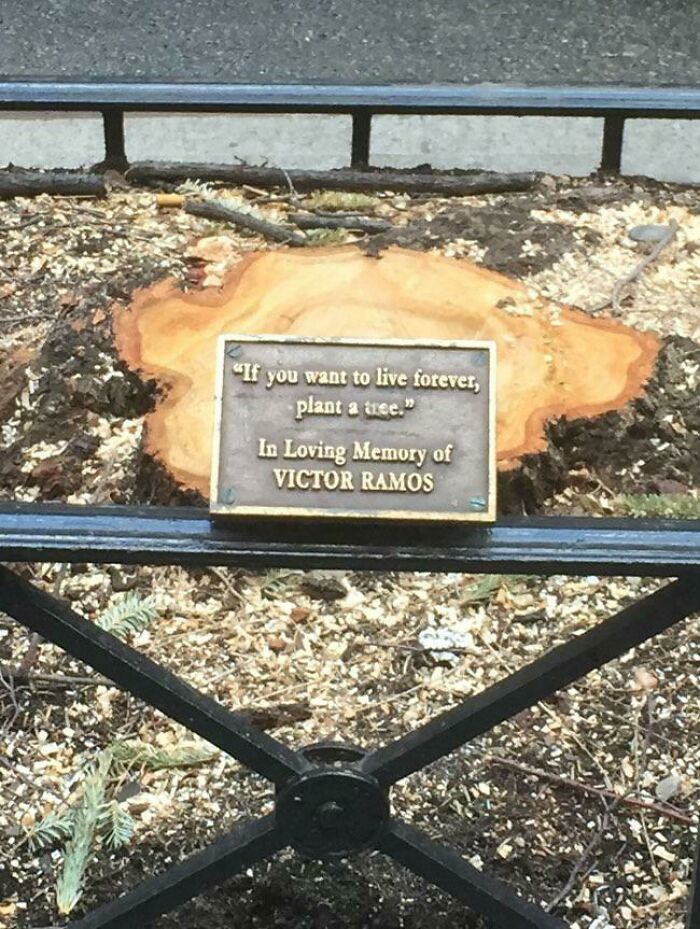 “If you want to live forever,
plant a tree.”
In Loving Memory of
VICTOR RAMOS